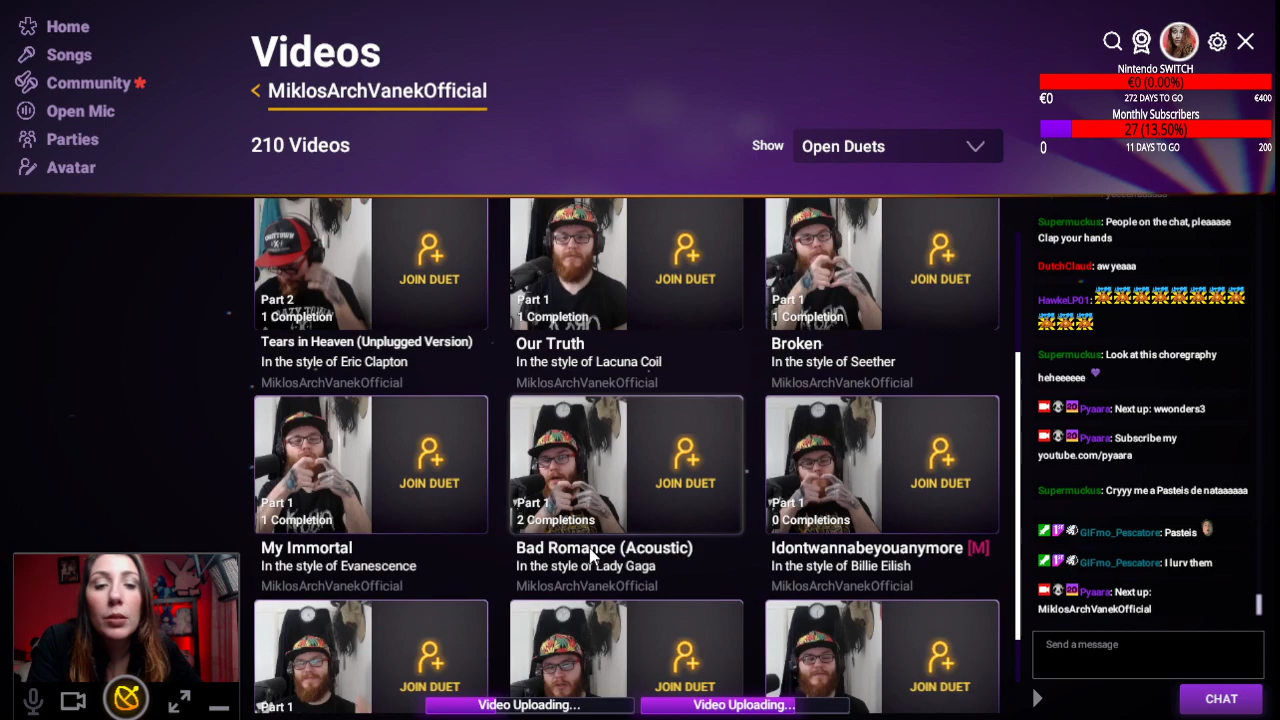 Home
Songs
Community *
Open Mic
Parties
Avatar
Videos
< MiklosArchVanekOfficial
210 Videos
Show
Open Duets
Nintendo SWITCH
€0 (0.00%)
€0
272 DAYS TO GO
€400
Monthly Subscribers
27 (13.50%)
0
11 DAYS TO GO
200
JOIN DUET
Part 2
1 Completion
Tears in Heaven (Unplugged Version)
In the style of Eric Clapton
MiklosArchVanekOfficial
JOIN DUET
Part 1
1 Completion
Our Truth
In the style of Lacuna Coil
MiklosArchVanekOfficial
JOIN DUET
Part 1
1 Completion
Broken
In the style of Seether
MiklosArchVanekOfficial
JOIN DUET
Part 1
1 Completion
My Immortal
In the style of Evanescence
MiklosArchVanekOfficial
JOIN DUET
Part 1
2 Completions
Bad Romance (Acoustic)
In the style of Lady Gaga
MiklosArchVanekOfficial
JOIN DUET
Part 1
0 Completions
Idontwannabeyouanymore [M]
In the style of Billie Eilish
MiklosArchVanekOfficial
JOIN DUET
Part 1
JOIN DUET
JOIN DUET
Video Uploading...
Video Uploading...
Supermuckus: People on the chat, pleaaase
Clap your hands
DutchClaud: aw yeaaa
HawkeLP01:
Supermuckus: Look at this choregraphy
heheeeeee
Pyaara: Next up: wwonders3
Pyaara: Subscribe my
youtube.com/pyaara
Supermuckus: Cryyy me a Pasteis de nataaaaaa
GIFmo_Pescatore: Pasteis
GIFmo_Pescatore: I lurv them
Pyaara: Next up:
MiklosArchVanekOfficial
Send a message
CHAT